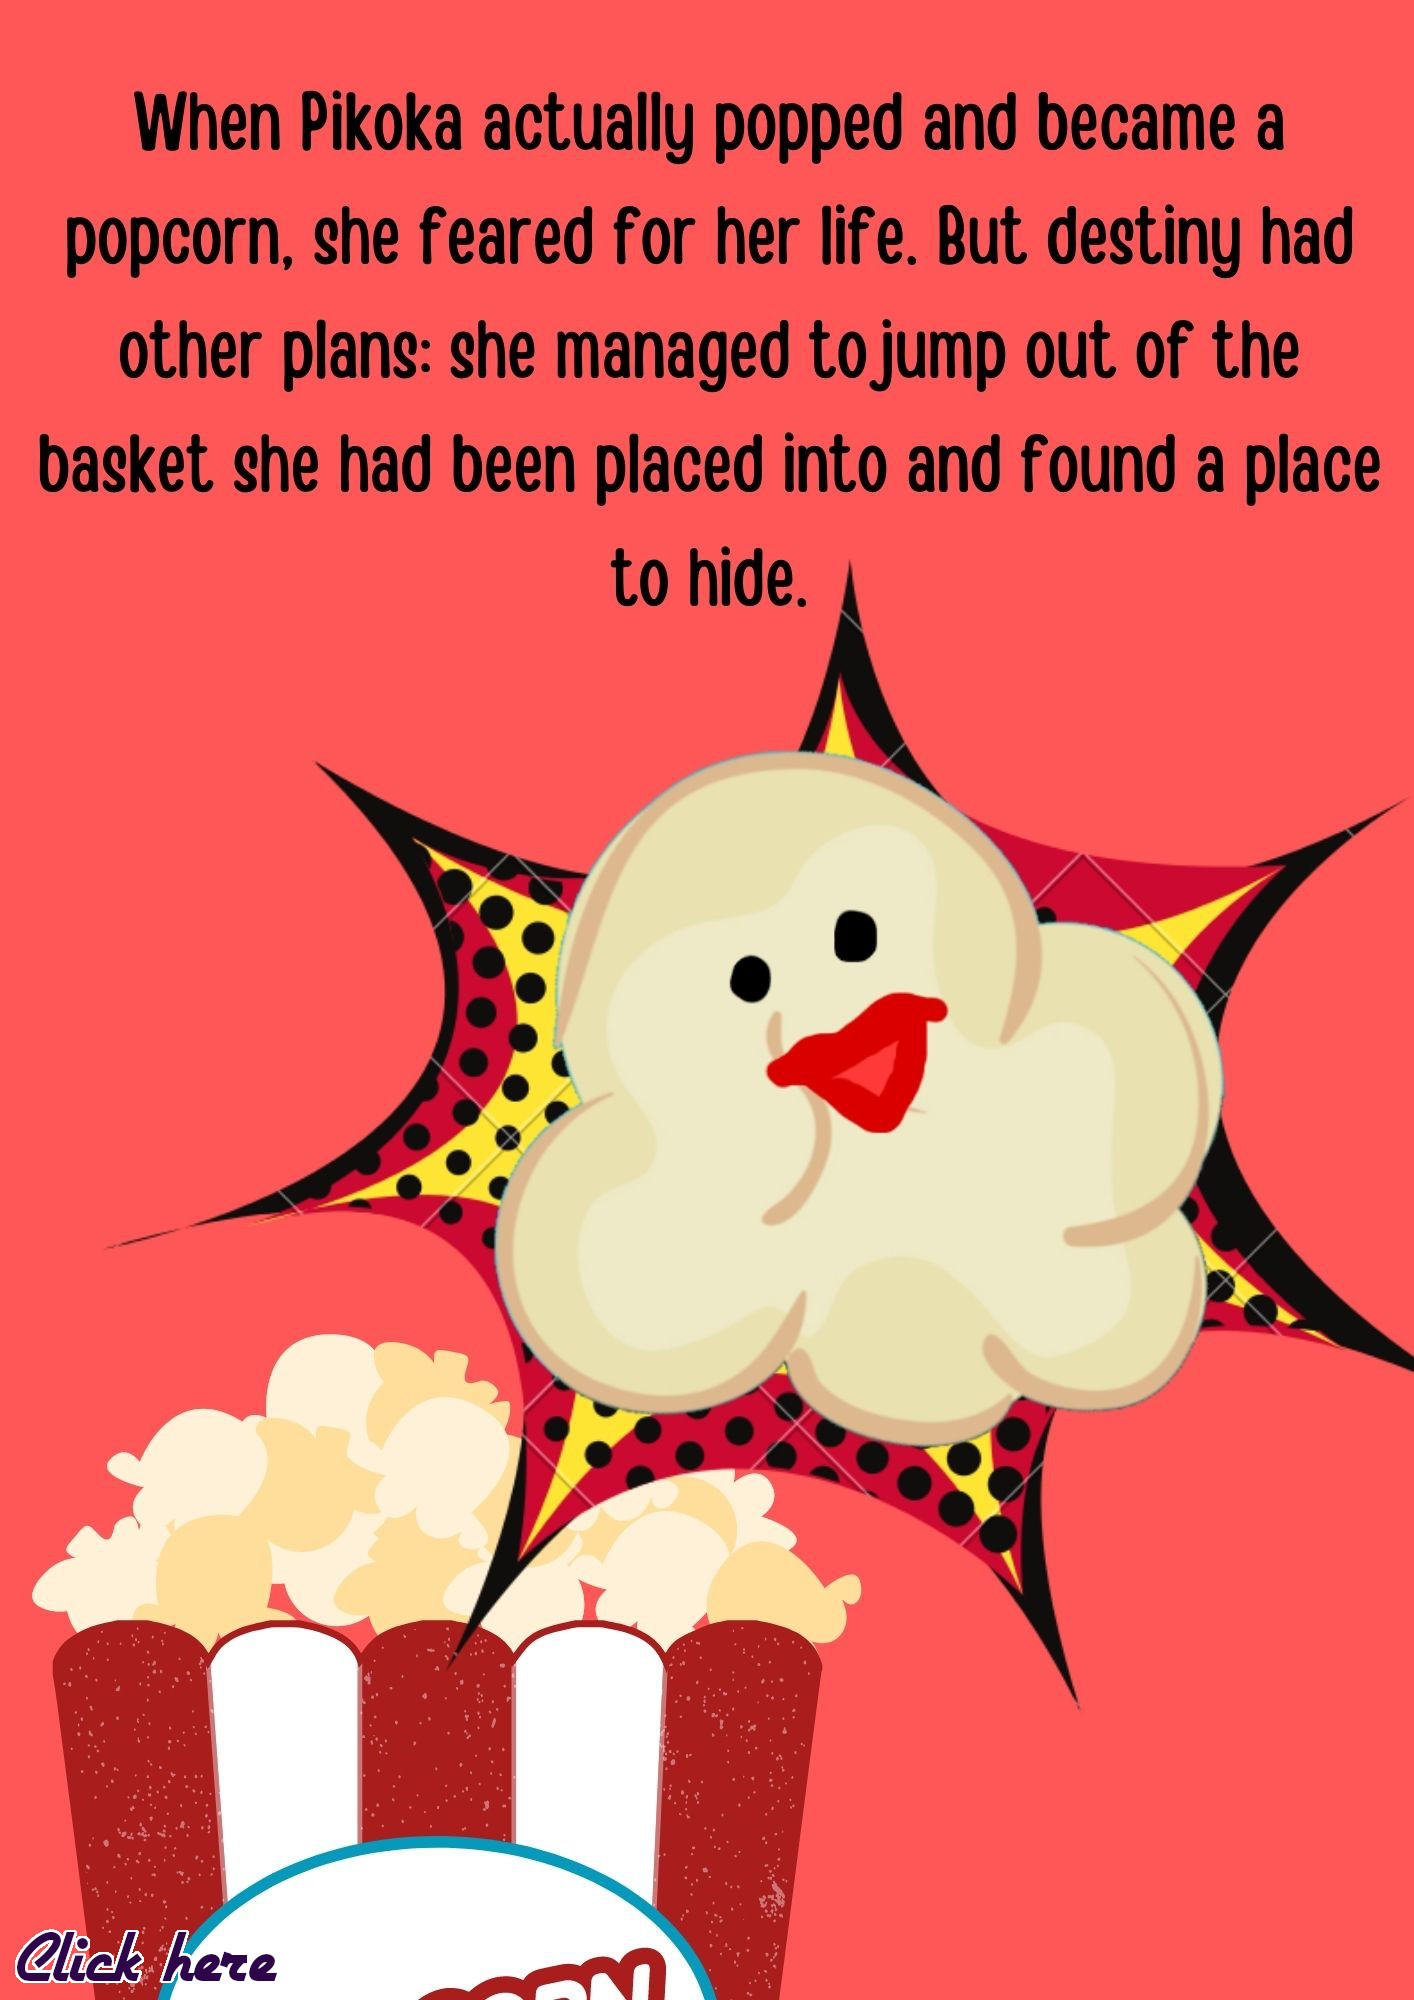 When Pikoka actually popped and became a
popcorn, she feared for her life. But destiny had
other plans: she managed to jump out of the
basket she had been placed into and found a place
to hide.
Click here